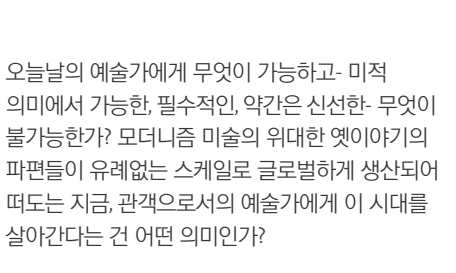 오늘날의 예술가에게 무엇이 가능하고- 미적
의미에서 가능한, 필수적인, 약간은 신선한- 무엇이
불가능한가? 모더니즘 미술의 위대한 옛이야기의
파편들이 유례없는 스케일로 글로벌하게 생산되어
떠도는 지금, 관객으로서의 예술가에게 이 시대를
살아간다는 건 어떤 의미인가?